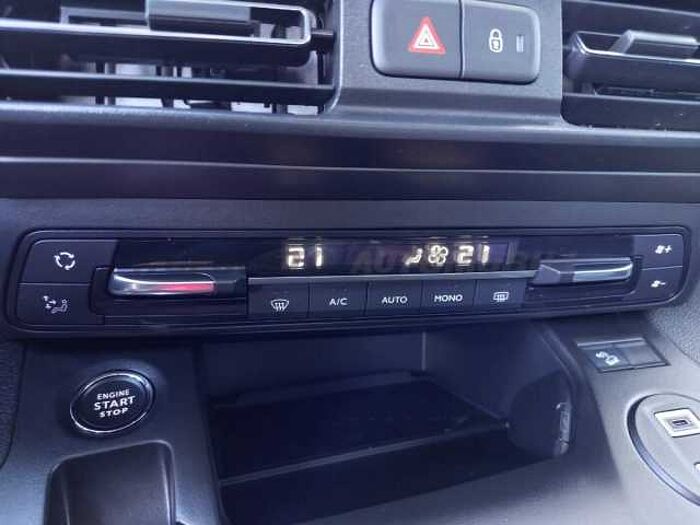 21 21
A/C AUTO MONO
ENGINE
START
STOP